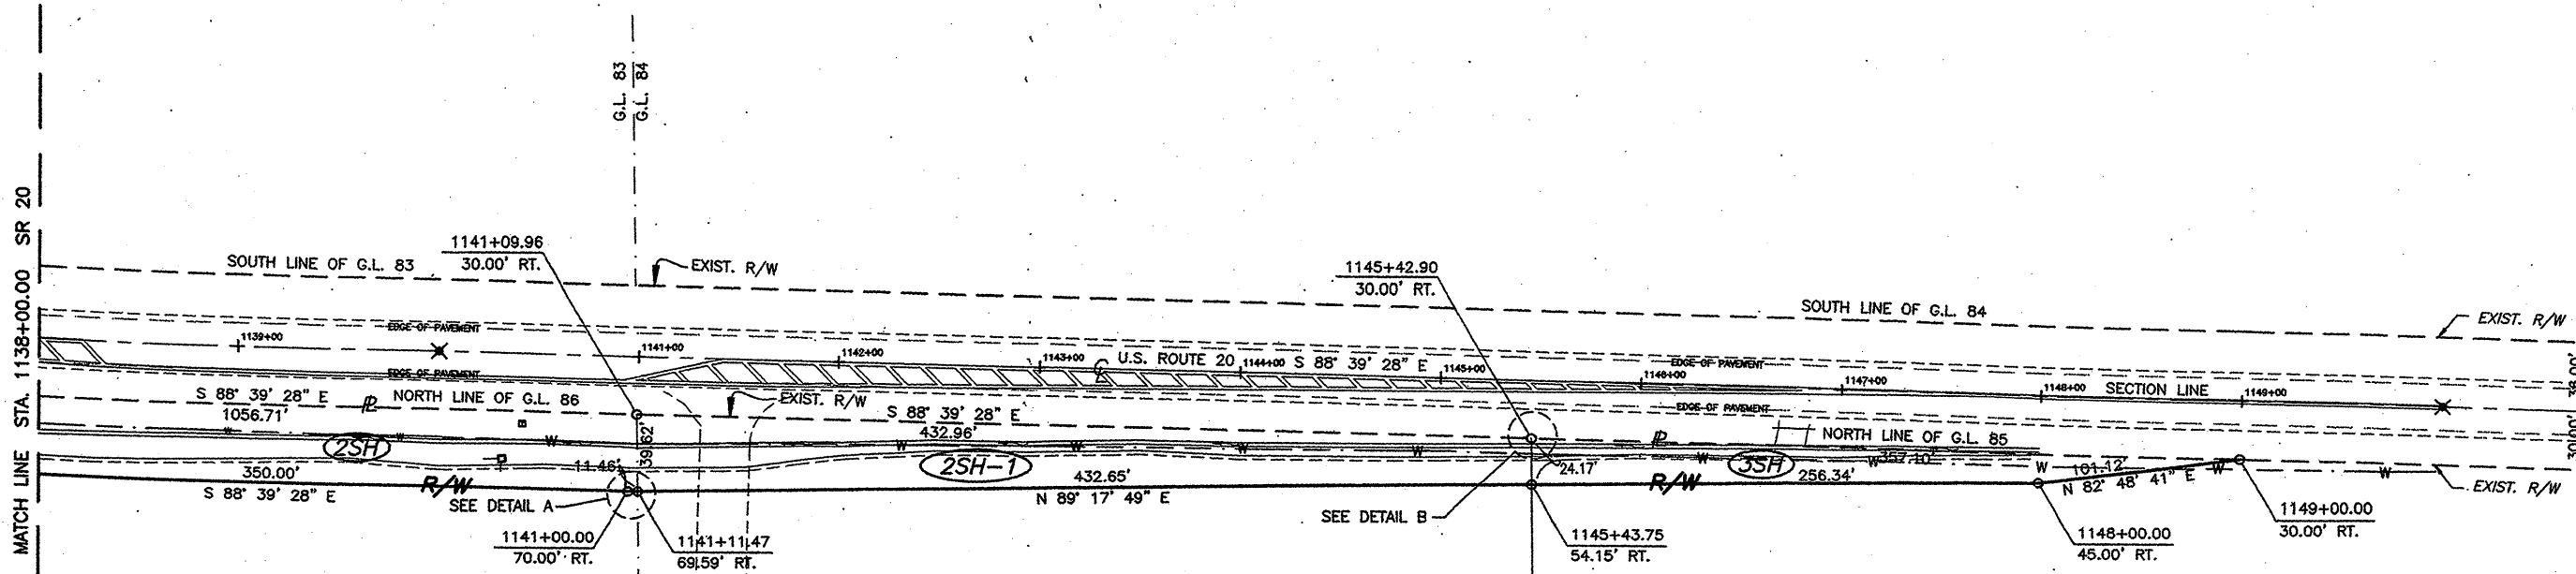 MATCH LINE STA. 1138+00.00 SR 20
G.L. 83
G.L. 84
1141+09.96
30.00' RT.
SOUTH LINE OF G.L. 83
EXIST. R/W
1145+42.90
30.00' RT.
SOUTH LINE OF G.L. 84
EXIST. R/W
EDGE OF PAVEMENT
1139+00
1141+00
1142+00
1143+00
U.S. ROUTE 20
1144+00
S 88° 39' 28" E
1145+00
EDGE OF PAVEMENT
1146+00
1147+00
1148+00
SECTION LINE
1149+00
EDGE OF PAVEMENT
EDGE OF PAVEMENT
S 88° 39' 28" E
1056.71'
PL
NORTH LINE OF G.L. 86
EXIST. R/W
S 88° 39' 28" E
432.96'
PL
NORTH LINE OF G.L. 85
357.10'
30.00'
W
W
W
W
W
W
W
W
W
W
W
W
W
2SH
39.62'
11.46'
2SH-1
24.17'
3SH
350.00'
S 88° 39' 28" E
R/W
432.65'
N 89° 17' 49" E
R/W
256.34'
101.12'
N 82° 48' 41" E
EXIST. R/W
SEE DETAIL A
SEE DETAIL B
1141+00.00
70.00' RT.
1141+11.47
69.59' RT.
1145+43.75
54.15' RT.
1148+00.00
45.00' RT.
1149+00.00
30.00' RT.